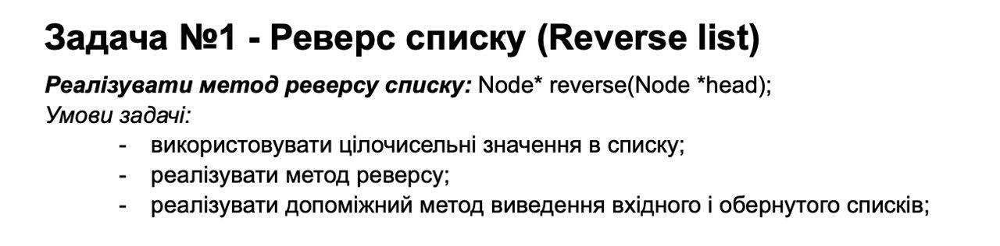 Задача №1 - Реверс списку (Reverse list)
Реалізувати метод реверсу списку: Node* reverse(Node *head);
Умови задачі:
- використовувати цілочисельні значення в списку;
- реалізувати метод реверсу;
- реалізувати допоміжний метод виведення вхідного і обернутого списків;